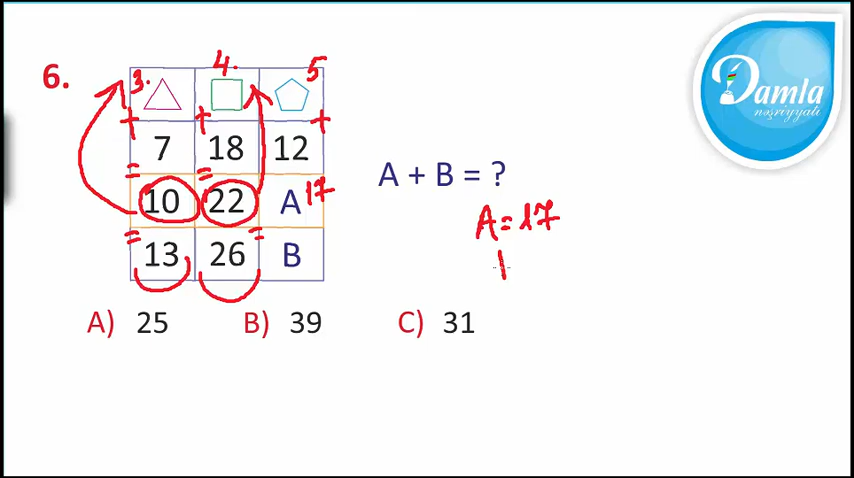 Damla
nəşriyyatı
6.
3. 4. 5
+ + +
7 18 12
= =
10 22 A 17
= =
13 26 B
A + B = ?
A = 17
A) 25 B) 39 C) 31